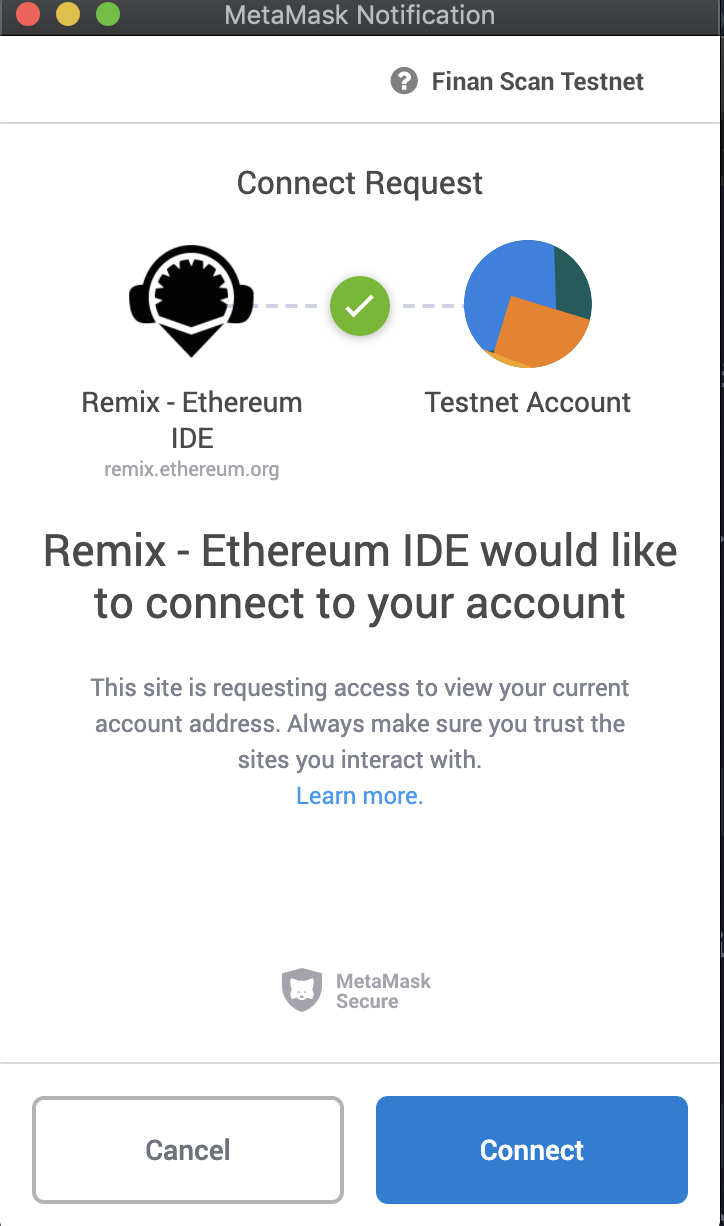 MetaMask Notification
Finan Scan Testnet
Connect Request
Remix - Ethereum
IDE
remix.ethereum.org
Testnet Account
Remix - Ethereum IDE would like
to connect to your account
This site is requesting access to view your current
account address. Always make sure you trust the
sites you interact with.
Learn more.
MetaMask
Secure
Cancel
Connect